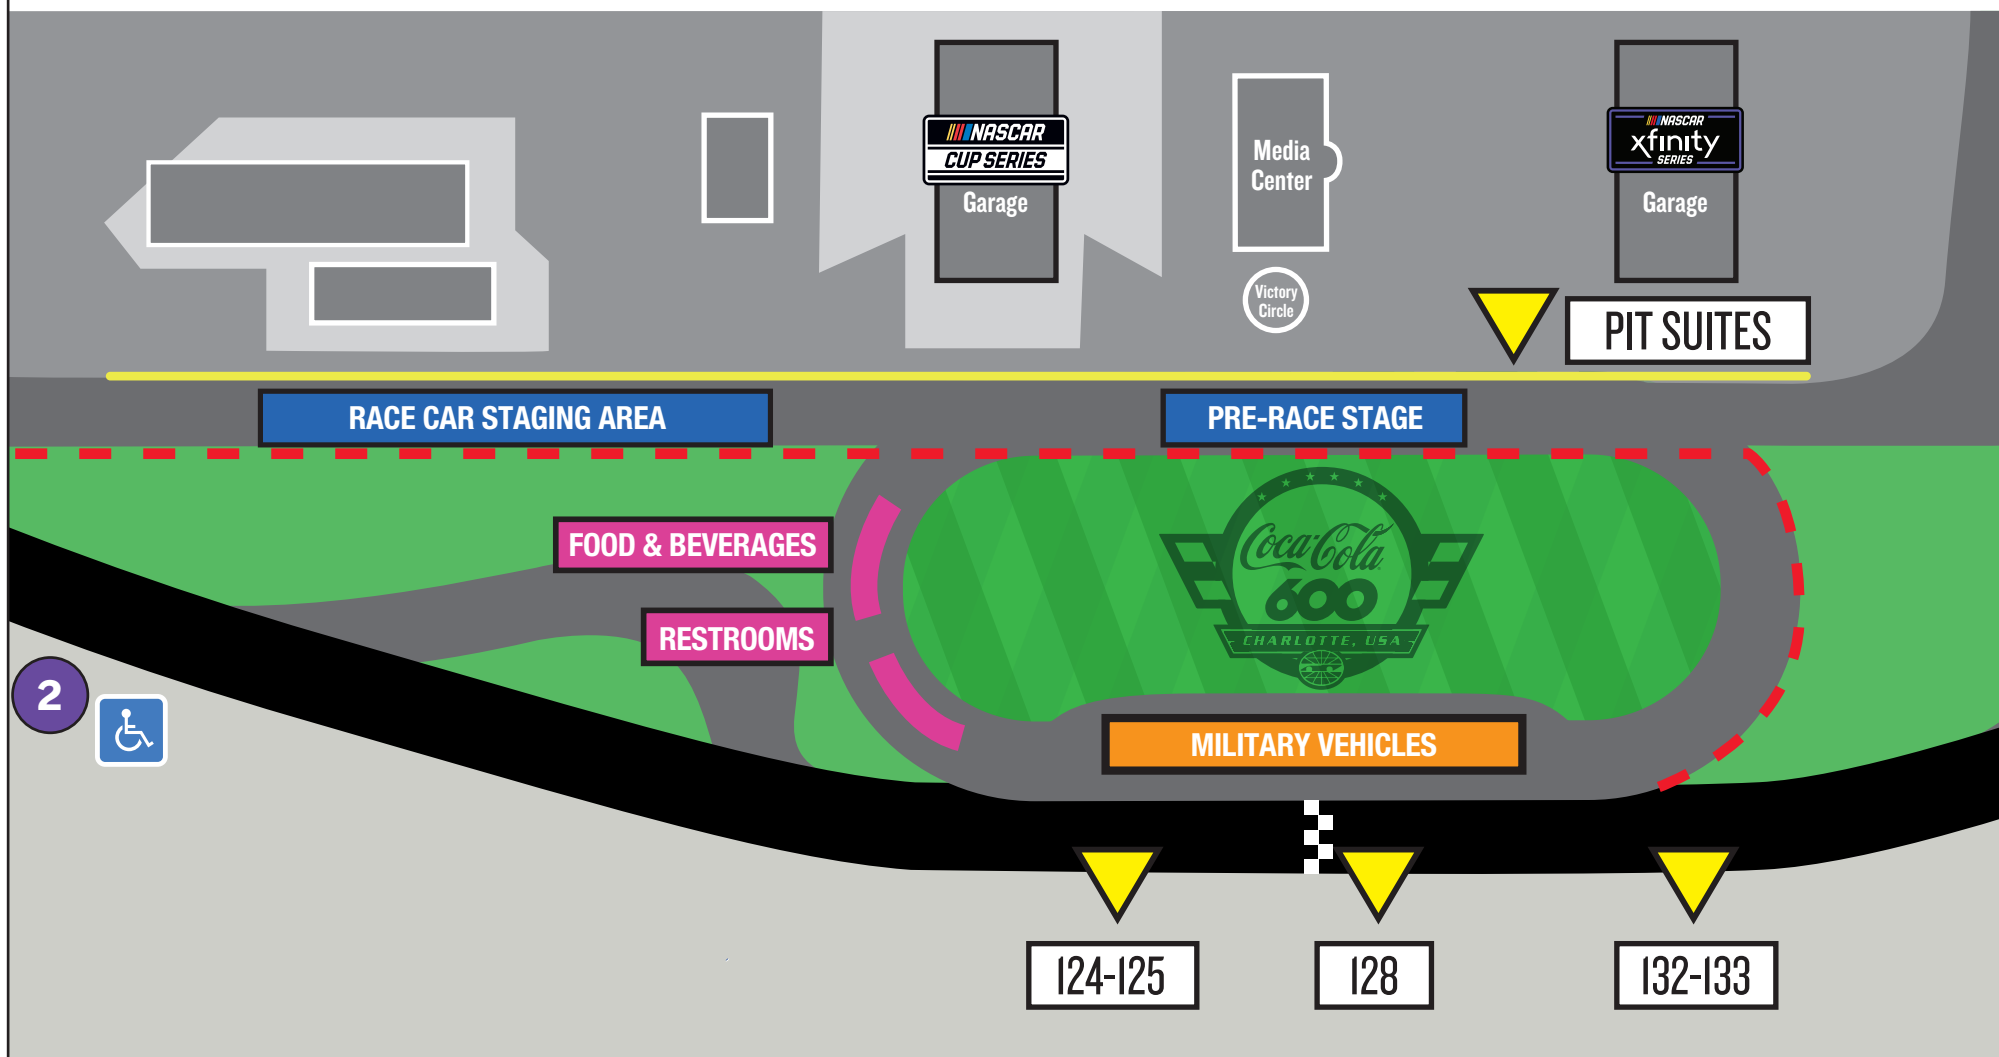 NASCAR
CUP SERIES
Garage
Media
Center
NASCAR
xfinity
SERIES
Garage
Victory
Circle
PIT SUITES
RACE CAR STAGING AREA
PRE-RACE STAGE
FOOD & BEVERAGES
RESTROOMS
Coca-Cola
600
CHARLOTTE, USA
2
MILITARY VEHICLES
124-125
128
132-133